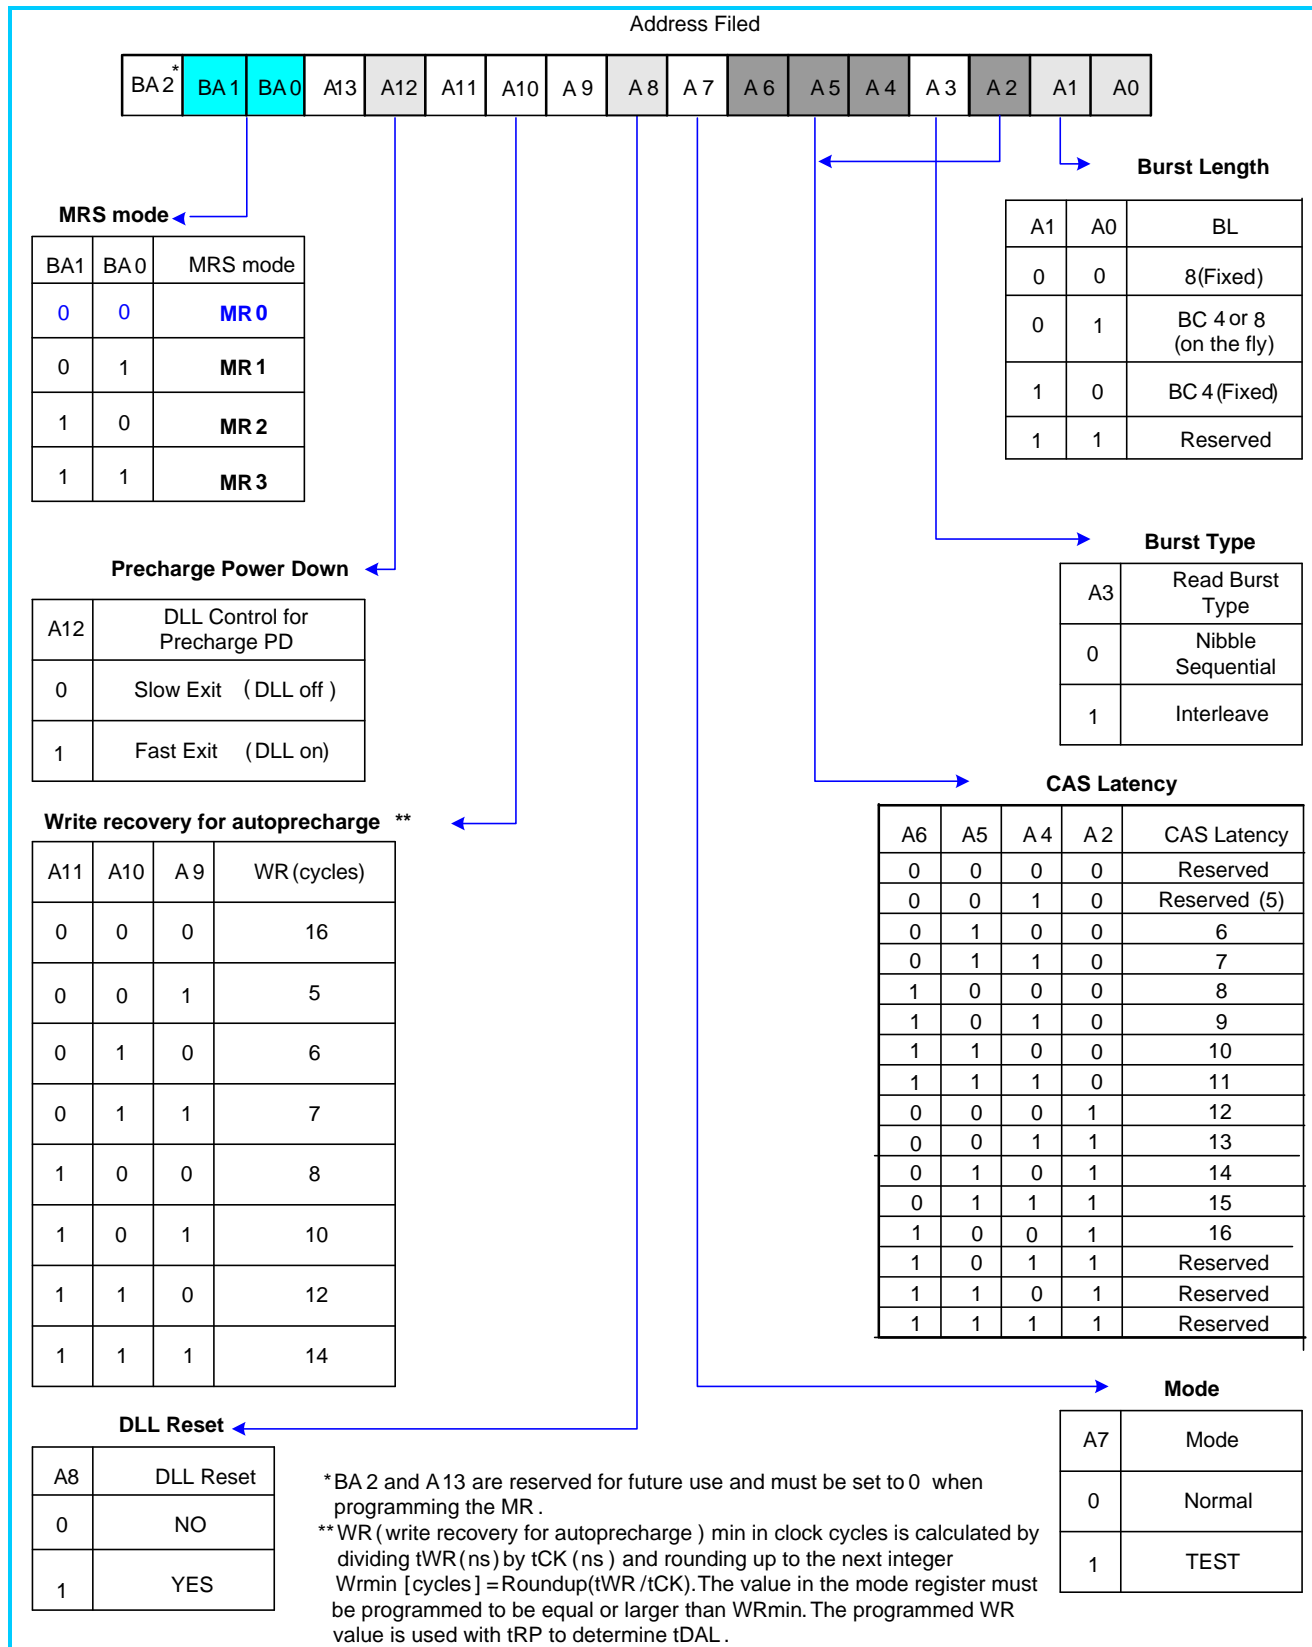 Address Filed
BA2* BA1 BA0 A13 A12 A11 A10 A9 A8 A7 A6 A5 A4 A3 A2 A1 A0
MRS mode
BA1 BA0 MRS mode
0 0 MR0
0 1 MR1
1 0 MR2
1 1 MR3
Burst Length
A1 A0 BL
0 0 8(Fixed)
0 1 BC 4 or 8
(on the fly)
1 0 BC 4 (Fixed)
1 1 Reserved
Precharge Power Down
A12 DLL Control for
Precharge PD
0 Slow Exit (DLL off)
1 Fast Exit (DLL on)
Burst Type
A3 Read Burst
Type
0 Nibble
Sequential
1 Interleave
Write recovery for autoprecharge **
A11 A10 A9 WR (cycles)
0 0 0 16
0 0 1 5
0 1 0 6
0 1 1 7
1 0 0 8
1 0 1 10
1 1 0 12
1 1 1 14
CAS Latency
A6 A5 A4 A2 CAS Latency
0 0 0 0 Reserved
0 0 1 0 Reserved (5)
0 1 0 0 6
0 1 1 0 7
1 0 0 0 8
1 0 1 0 9
1 1 0 0 10
1 1 1 0 11
0 0 0 1 12
0 0 1 1 13
0 1 0 1 14
0 1 1 1 15
1 0 0 1 16
1 0 1 1 Reserved
1 1 0 1 Reserved
1 1 1 1 Reserved
DLL Reset
A8 DLL Reset
0 NO
1 YES
Mode
A7 Mode
0 Normal
1 TEST
*BA2 and A13 are reserved for future use and must be set to 0 when
programming the MR.
**WR (write recovery for autoprecharge) min in clock cycles is calculated by
dividing tWR(ns) by tCK (ns) and rounding up to the next integer
Wrmin [cycles] =Roundup(tWR/tCK).The value in the mode register must
be programmed to be equal or larger than WRmin. The programmed WR
value is used with tRP to determine tDAL.